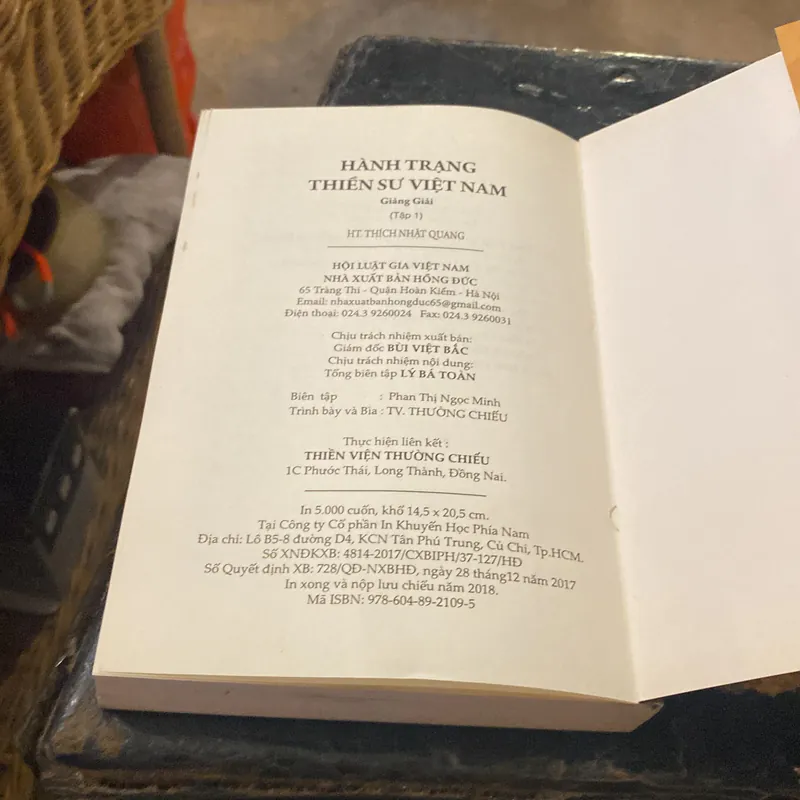 HÀNH TRẠNG
THIỀN SƯ VIỆT NAM
Giảng Giải
(Tập 1)
HT. THÍCH NHẬT QUANG
HỘI LUẬT GIA VIỆT NAM
NHÀ XUẤT BẢN HỒNG ĐỨC
65 Tràng Thi - Quận Hoàn Kiếm - Hà Nội
Email: nhaxuatbanhongduc65@gmail.com
Điện thoại: 024.3 9260024 Fax: 024.3 9260031
Chịu trách nhiệm xuất bản:
Giám đốc BÙI VIỆT BẮC
Chịu trách nhiệm nội dung:
Tổng biên tập LÝ BÁ TOÀN
Biên tập : Phan Thị Ngọc Minh
Trình bày và Bìa : TV. THƯỜNG CHIẾU
Thực hiện liên kết :
THIỀN VIỆN THƯỜNG CHIẾU
1C Phước Thái, Long Thành, Đồng Nai.
In 5.000 cuốn, khổ 14,5 x 20,5 cm.
Tại Công ty Cổ phần In Khuyến Học Phía Nam
Địa chỉ: Lô B5-8 đường D4, KCN Tân Phú Trung, Củ Chi, Tp.HCM.
Số XNĐKXB: 4814-2017/CXBIPH/37-127/HĐ
Số Quyết định XB: 728/QĐ-NXBHĐ, ngày 28 tháng12 năm 2017
In xong và nộp lưu chiểu năm 2018.
Mã ISBN: 978-604-89-2109-5